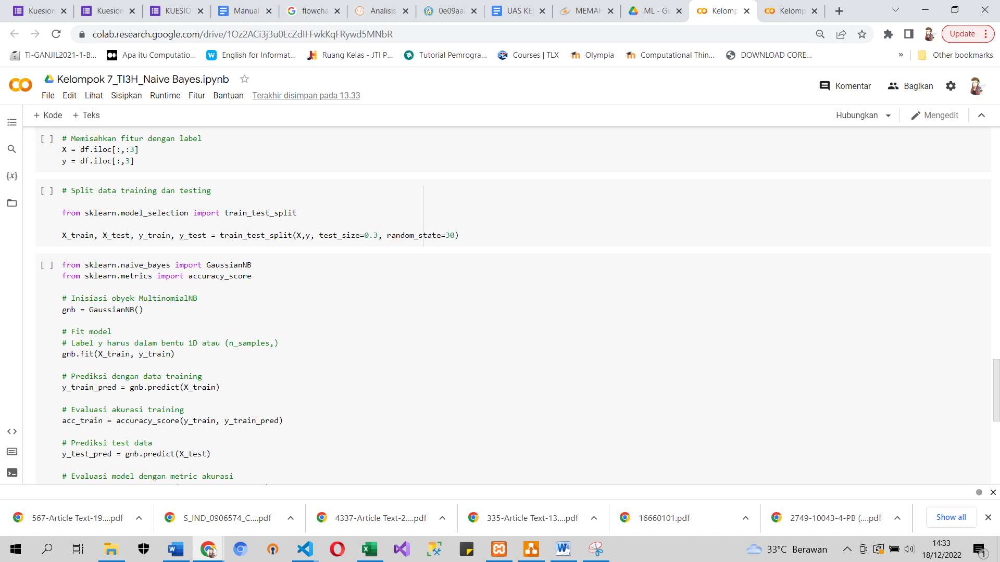 Kuesion
Kuesion
KUESIO
Manual
flowcha
Analisis
0e09aa2
UAS KE
MEMAH
ML - Go
Kelomp
Kelomp
colab.research.google.com/drive/1Oz2ACi3j3u0EcZdIFFwkKqFRywd5MNbR
Update
TI-GANJIL2021-1-B...
Apa itu Computatio...
English for Informat...
Ruang Kelas - JTI P...
Tutorial Pemrogra...
Courses | TLX
Olympia
Computational Thin...
DOWNLOAD CORE...
»
Other bookmarks
Kelompok 7_TI3H_Naive Bayes.ipynb
Komentar
Bagikan
File Edit Lihat Sisipkan Runtime Fitur Bantuan Terakhir disimpan pada 13.33
+ Kode + Teks
Hubungkan
Mengedit
[ ] # Memisahkan fitur dengan label
X = df.iloc[:,:3]
y = df.iloc[:,3]
[ ] # Split data training dan testing
from sklearn.model_selection import train_test_split
X_train, X_test, y_train, y_test = train_test_split(X,y, test_size=0.3, random_state=30)
[ ] from sklearn.naive_bayes import GaussianNB
from sklearn.metrics import accuracy_score
# Inisiasi obyek MultinomialNB
gnb = GaussianNB()
# Fit model
# Label y harus dalam bentu 1D atau (n_samples,)
gnb.fit(X_train, y_train)
# Prediksi dengan data training
y_train_pred = gnb.predict(X_train)
# Evaluasi akurasi training
acc_train = accuracy_score(y_train, y_train_pred)
# Prediksi test data
y_test_pred = gnb.predict(X_test)
# Evaluasi model dengan metric akurasi
{x}
567-Article Text-19....pdf
S_IND_0906574_C....pdf
4337-Article Text-2....pdf
335-Article Text-13....pdf
16660101.pdf
2749-10043-4-PB (....pdf
Show all
33°C Berawan
14:33
18/12/2022
1